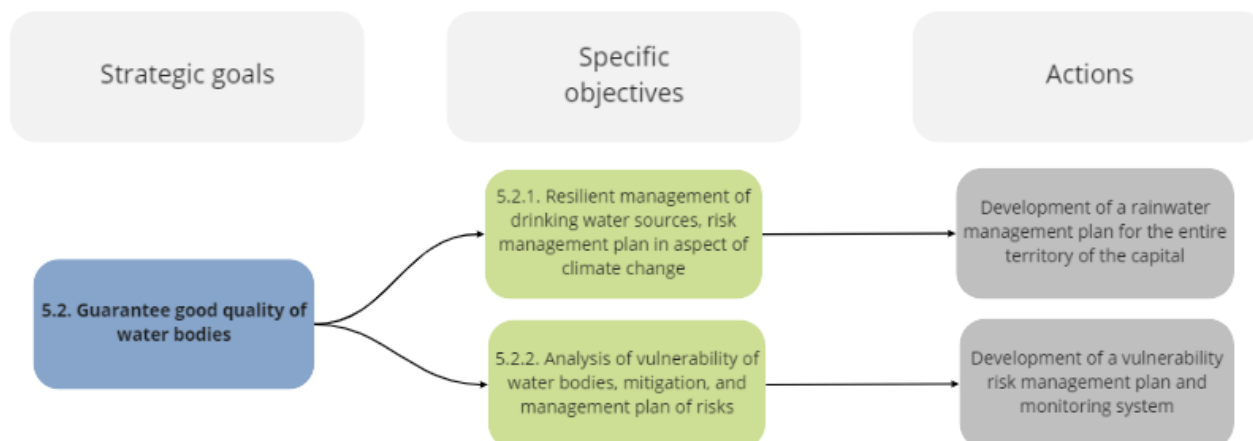 Strategic goals
Specific
objectives
Actions
5.2. Guarantee good quality of
water bodies
5.2.1. Resilient management of
drinking water sources, risk
management plan in aspect of
climate change
Development of a rainwater
management plan for the entire
territory of the capital
5.2.2. Analysis of vulnerability of
water bodies, mitigation, and
management plan of risks
Development of a vulnerability
risk management plan and
monitoring system